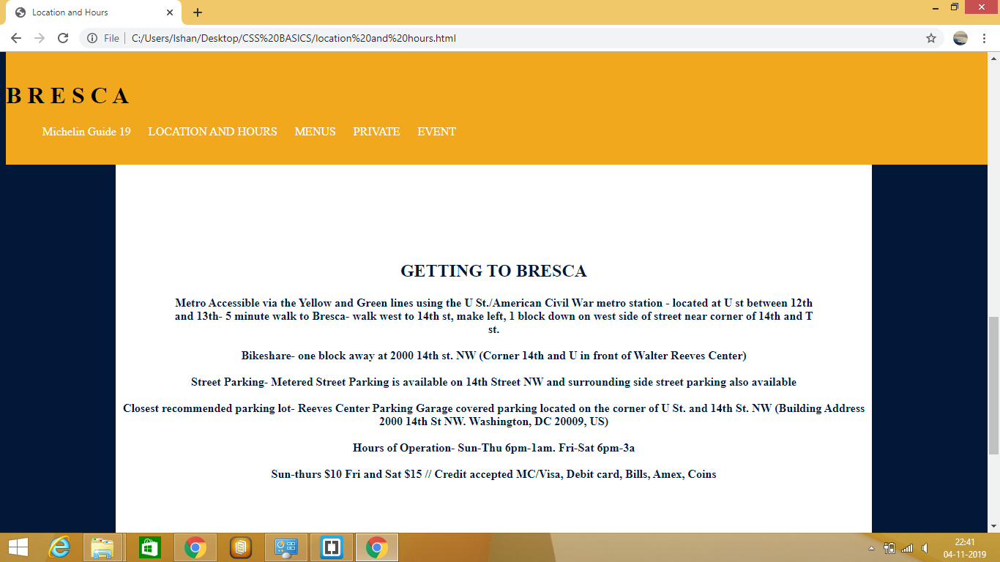 Location and Hours
File C:/Users/Ishan/Desktop/CSS%20BASICS/location%20and%20hours.html
B R E S C A
Michelin Guide 19 LOCATION AND HOURS MENUS PRIVATE EVENT
GETTING TO BRESCA
Metro Accessible via the Yellow and Green lines using the U St./American Civil War metro station - located at U st between 12th
and 13th- 5 minute walk to Bresca- walk west to 14th st, make left, 1 block down on west side of street near corner of 14th and T
st.
Bikeshare- one block away at 2000 14th st. NW (Corner 14th and U in front of Walter Reeves Center)
Street Parking- Metered Street Parking is available on 14th Street NW and surrounding side street parking also available
Closest recommended parking lot- Reeves Center Parking Garage covered parking located on the corner of U St. and 14th St. NW (Building Address
2000 14th St NW. Washington, DC 20009, US)
Hours of Operation- Sun-Thu 6pm-1am. Fri-Sat 6pm-3a
Sun-thurs $10 Fri and Sat $15 // Credit accepted MC/Visa, Debit card, Bills, Amex, Coins
22:41
04-11-2019